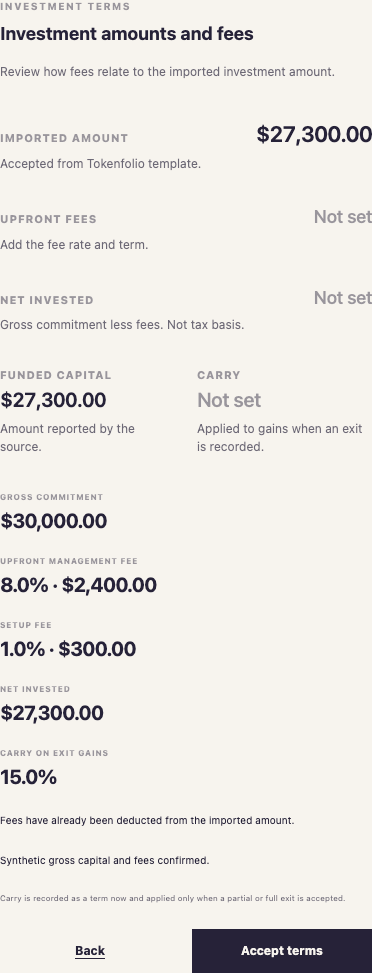 INVESTMENT TERMS
Investment amounts and fees
Review how fees relate to the imported investment amount.
IMPORTED AMOUNT
$27,300.00
Accepted from Tokenfolio template.
UPFRONT FEES
Not set
Add the fee rate and term.
NET INVESTED
Not set
Gross commitment less fees. Not tax basis.
FUNDED CAPITAL
$27,300.00
Amount reported by the
source.
CARRY
Not set
Applied to gains when an exit
is recorded.
GROSS COMMITMENT
$30,000.00
UPFRONT MANAGEMENT FEE
8.0% · $2,400.00
SETUP FEE
1.0% · $300.00
NET INVESTED
$27,300.00
CARRY ON EXIT GAINS
15.0%
Fees have already been deducted from the imported amount.
Synthetic gross capital and fees confirmed.
Carry is recorded as a term now and applied only when a partial or full exit is accepted.
Back
Accept terms